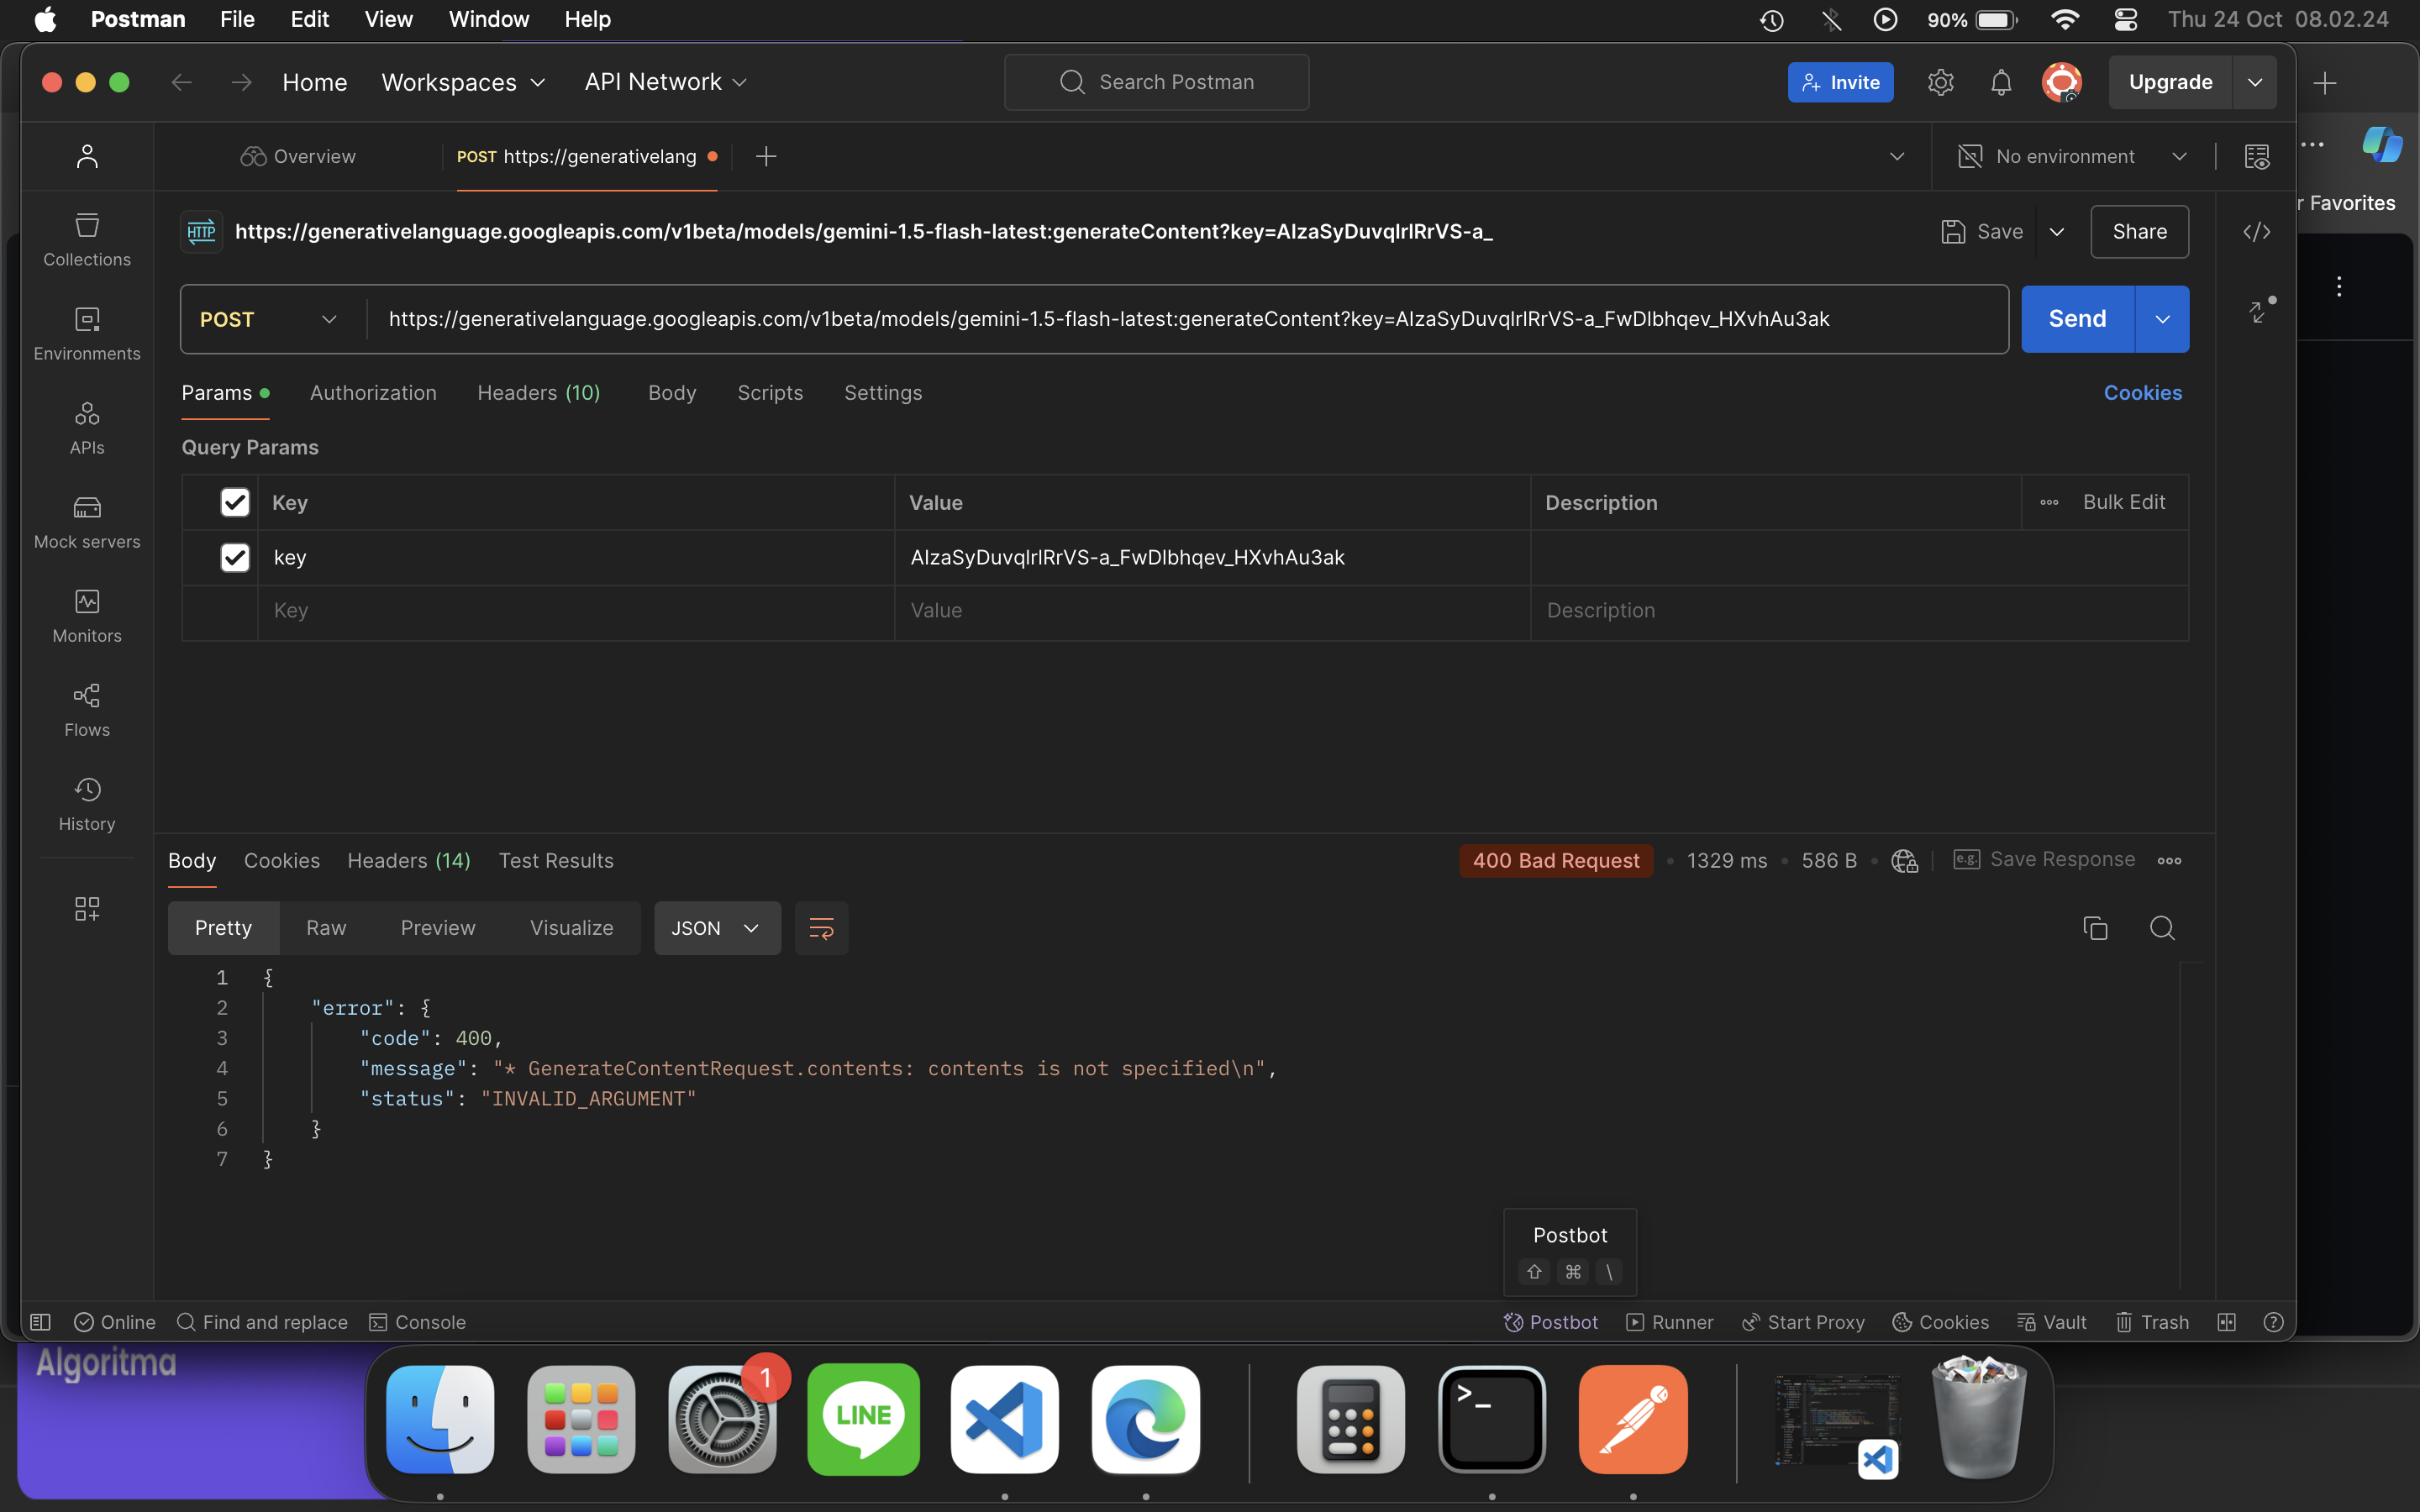 Postman File Edit View Window Help 90% Thu 24 Oct 08.02.24
Home Workspaces API Network Search Postman Invite Upgrade
Overview POST https://generativelang No environment
r Favorites
HTTP https://generativelanguage.googleapis.com/v1beta/models/gemini-1.5-flash-latest:generateContent?key=AIzaSyDuvqIrIRrVS-a_ Save Share
POST https://generativelanguage.googleapis.com/v1beta/models/gemini-1.5-flash-latest:generateContent?key=AIzaSyDuvqIrIRrVS-a_FwDlbhqev_HXvhAu3ak Send
Params Authorization Headers (10) Body Scripts Settings Cookies
Query Params
Key Value Description Bulk Edit
key AIzaSyDuvqIrIRrVS-a_FwDlbhqev_HXvhAu3ak
Key Value Description
Collections
Environments
APIs
Mock servers
Monitors
Flows
History
Body Cookies Headers (14) Test Results 400 Bad Request 1329 ms 586 B e.g. Save Response
Pretty Raw Preview Visualize JSON
1 {
2 "error": {
3 "code": 400,
4 "message": "* GenerateContentRequest.contents: contents is not specified\n",
5 "status": "INVALID_ARGUMENT"
6 }
7 }
Postbot
⇧ ⌘ \
Online Find and replace Console Postbot Runner Start Proxy Cookies Vault Trash
Algoritma
1
LINE
>_